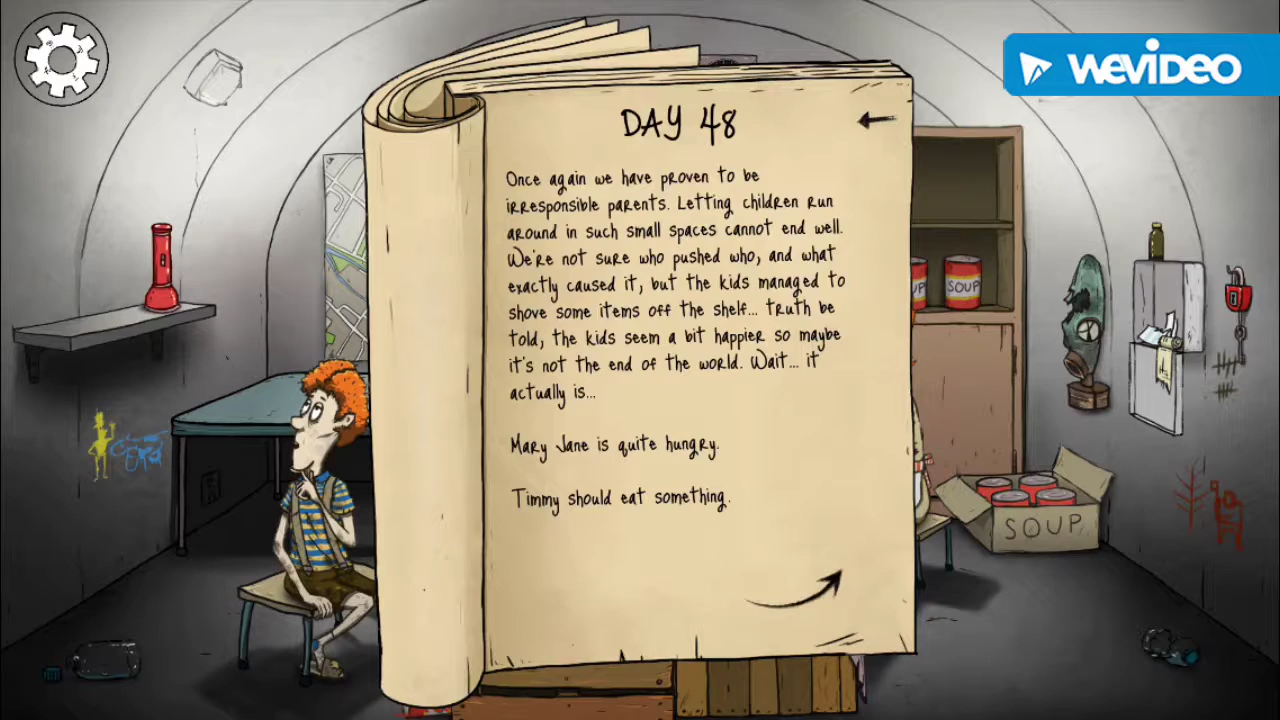 WEVIDEO
DAY 48
Once again we have proven to be
irresponsible parents. Letting children run
around in such small spaces cannot end well.
We're not sure who pushed who, and what
exactly caused it, but the kids managed to
shove some items off the shelf... truth be
told, the kids seem a bit happier so maybe
it's not the end of the world. Wait... it
actually is...
Mary Jane is quite hungry.
Timmy should eat something.
UP
SOUP
SOUP